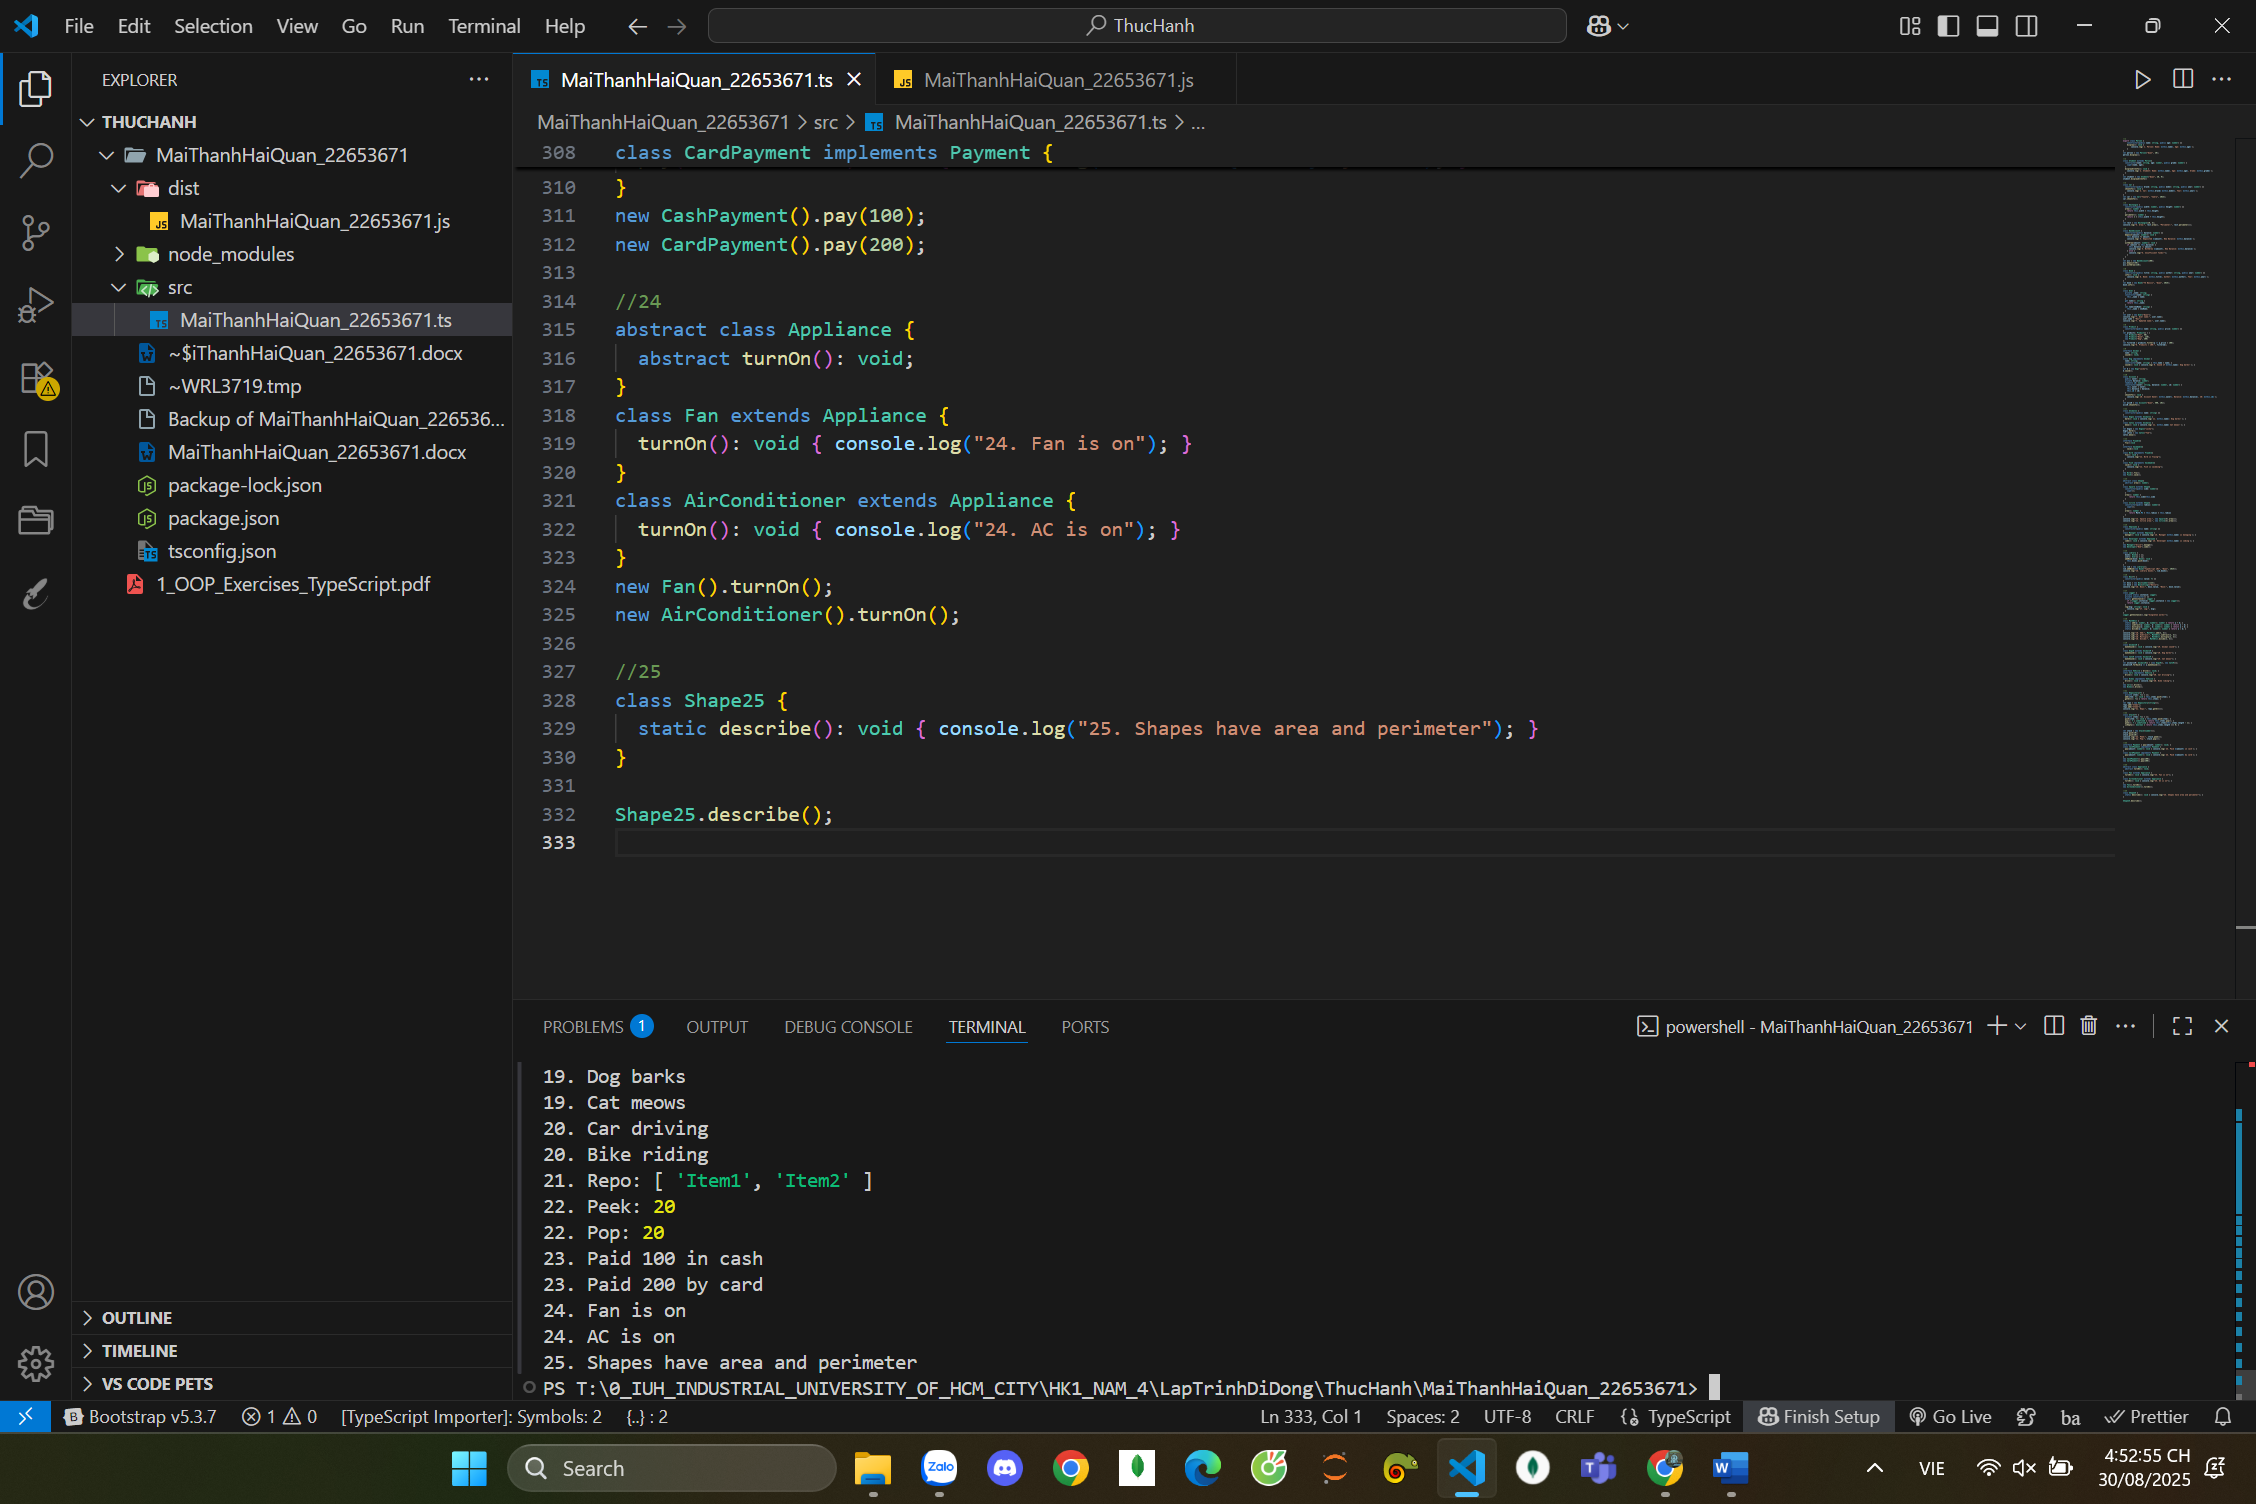 File Edit Selection View Go Run Terminal Help
ThucHanh
EXPLORER
THUCHANH
MaiThanhHaiQuan_22653671
dist
MaiThanhHaiQuan_22653671.js
node_modules
src
MaiThanhHaiQuan_22653671.ts
~$iThanhHaiQuan_22653671.docx
~WRL3719.tmp
Backup of MaiThanhHaiQuan_226536...
MaiThanhHaiQuan_22653671.docx
package-lock.json
package.json
tsconfig.json
1_OOP_Exercises_TypeScript.pdf
OUTLINE
TIMELINE
VS CODE PETS
MaiThanhHaiQuan_22653671.ts
MaiThanhHaiQuan_22653671.js
MaiThanhHaiQuan_22653671 > src > MaiThanhHaiQuan_22653671.ts > ...
308 class CardPayment implements Payment {
310 }
311 new CashPayment().pay(100);
312 new CardPayment().pay(200);
313
314 //24
315 abstract class Appliance {
316 abstract turnOn(): void;
317 }
318 class Fan extends Appliance {
319 turnOn(): void { console.log("24. Fan is on"); }
320 }
321 class AirConditioner extends Appliance {
322 turnOn(): void { console.log("24. AC is on"); }
323 }
324 new Fan().turnOn();
325 new AirConditioner().turnOn();
326
327 //25
328 class Shape25 {
329 static describe(): void { console.log("25. Shapes have area and perimeter"); }
330 }
331
332 Shape25.describe();
333
PROBLEMS 1 OUTPUT DEBUG CONSOLE TERMINAL PORTS
powershell - MaiThanhHaiQuan_22653671
19. Dog barks
19. Cat meows
20. Car driving
20. Bike riding
21. Repo: [ 'Item1', 'Item2' ]
22. Peek: 20
22. Pop: 20
23. Paid 100 in cash
23. Paid 200 by card
24. Fan is on
24. AC is on
25. Shapes have area and perimeter
PS T:\0_IUH_INDUSTRIAL_UNIVERSITY_OF_HCM_CITY\HK1_NAM_4\LapTrinhDiDong\ThucHanh\MaiThanhHaiQuan_22653671>
Bootstrap v5.3.7 1 0 [TypeScript Importer]: Symbols: 2 {..} : 2
Ln 333, Col 1 Spaces: 2 UTF-8 CRLF TypeScript Finish Setup Go Live ba Prettier
Search
Zalo
VIE
4:52:55 CH
30/08/2025